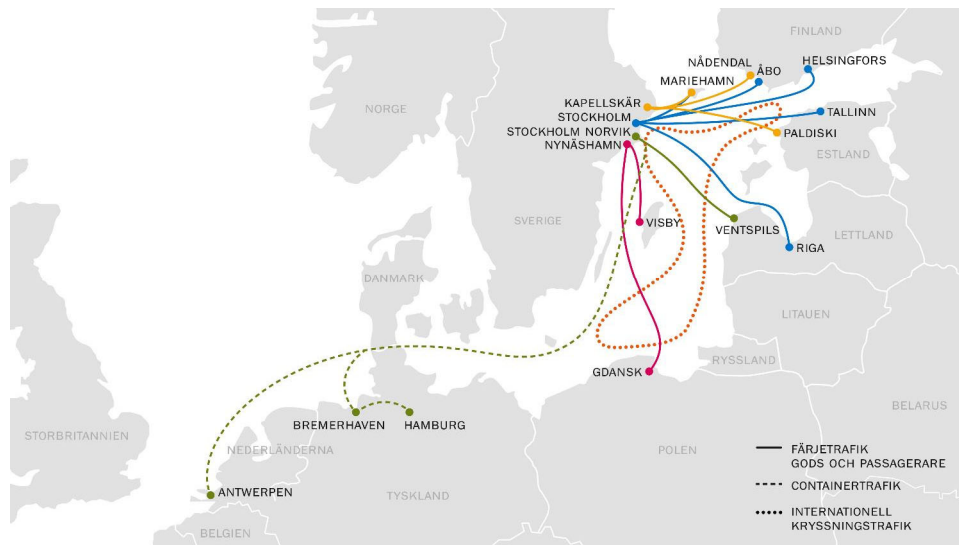 FINLAND
NÅDENDAL
ÅBO
HELSINGFORS
MARIEHAMN
NORGE
KAPELLSKÄR
STOCKHOLM
TALLINN
STOCKHOLM NORVIK
PALDISKI
NYNÄSHAMN
ESTLAND
SVERIGE
VISBY
VENTSPILS
LETTLAND
RIGA
DANMARK
LITAUEN
RYSSLAND
GDANSK
BELARUS
BREMERHAVEN
HAMBURG
STORBRITANNIEN
NEDERLÄNDERNA
POLEN
ANTWERPEN
TYSKLAND
BELGIEN
FÄRJETRAFIK
GODS OCH PASSAGERARE
CONTAINERTRAFIK
INTERNATIONELL
KRYSSNINGSTRAFIK